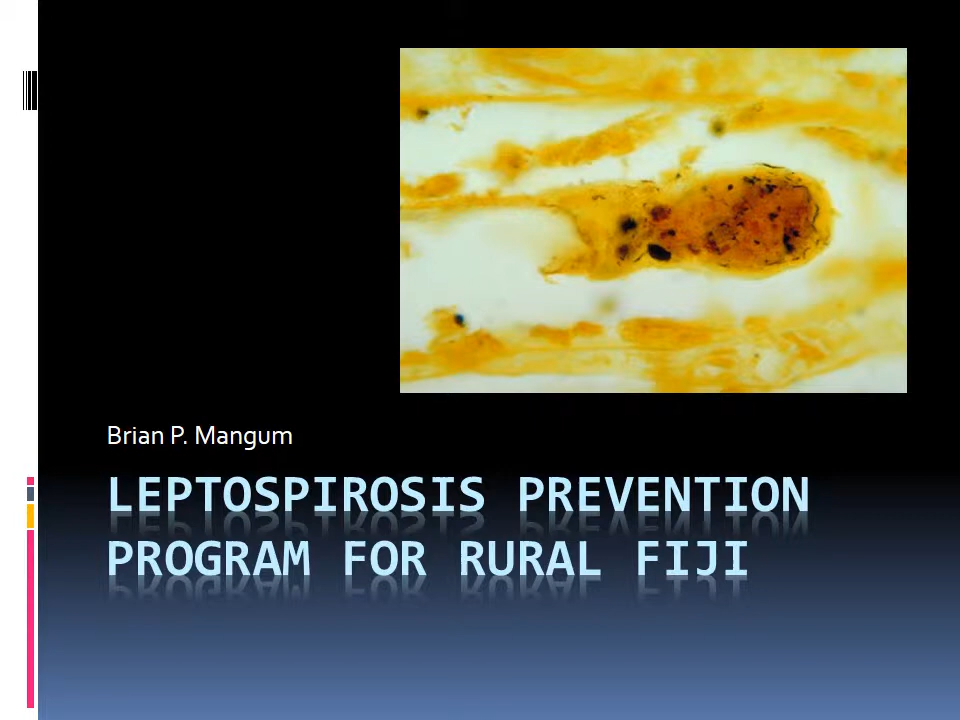 Brian P. Mangum
LEPTOSPIROSIS PREVENTION
PROGRAM FOR RURAL FIJI